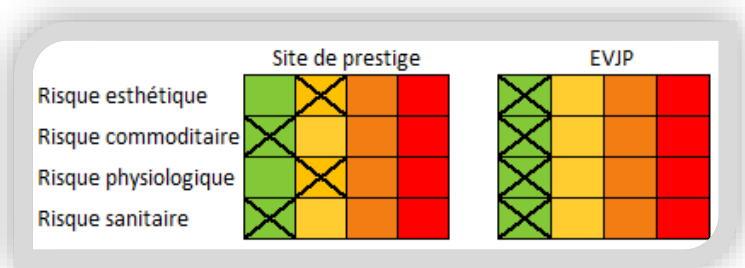 Site de prestige EVJP
Risque esthétique
Risque commoditaire
Risque physiologique
Risque sanitaire